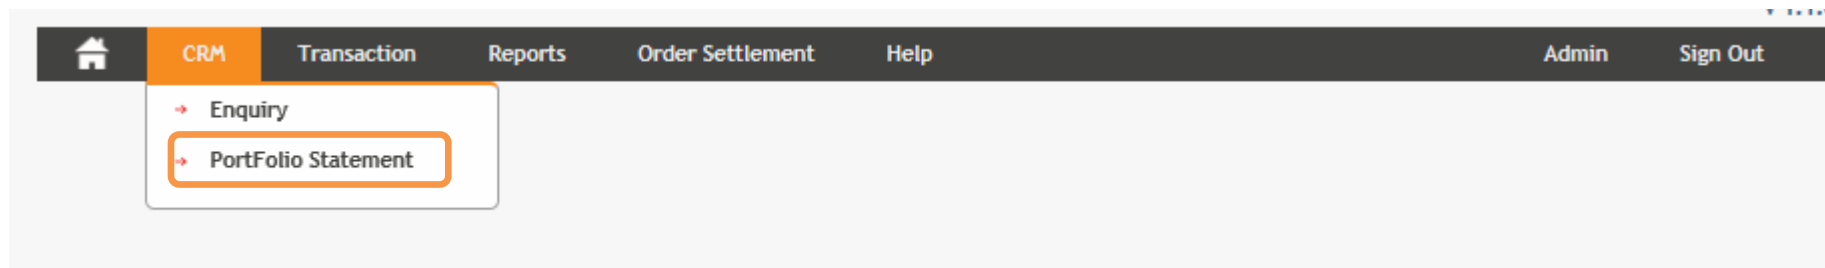 CRM Transaction Reports Order Settlement Help Admin Sign Out
Enquiry
PortFolio Statement